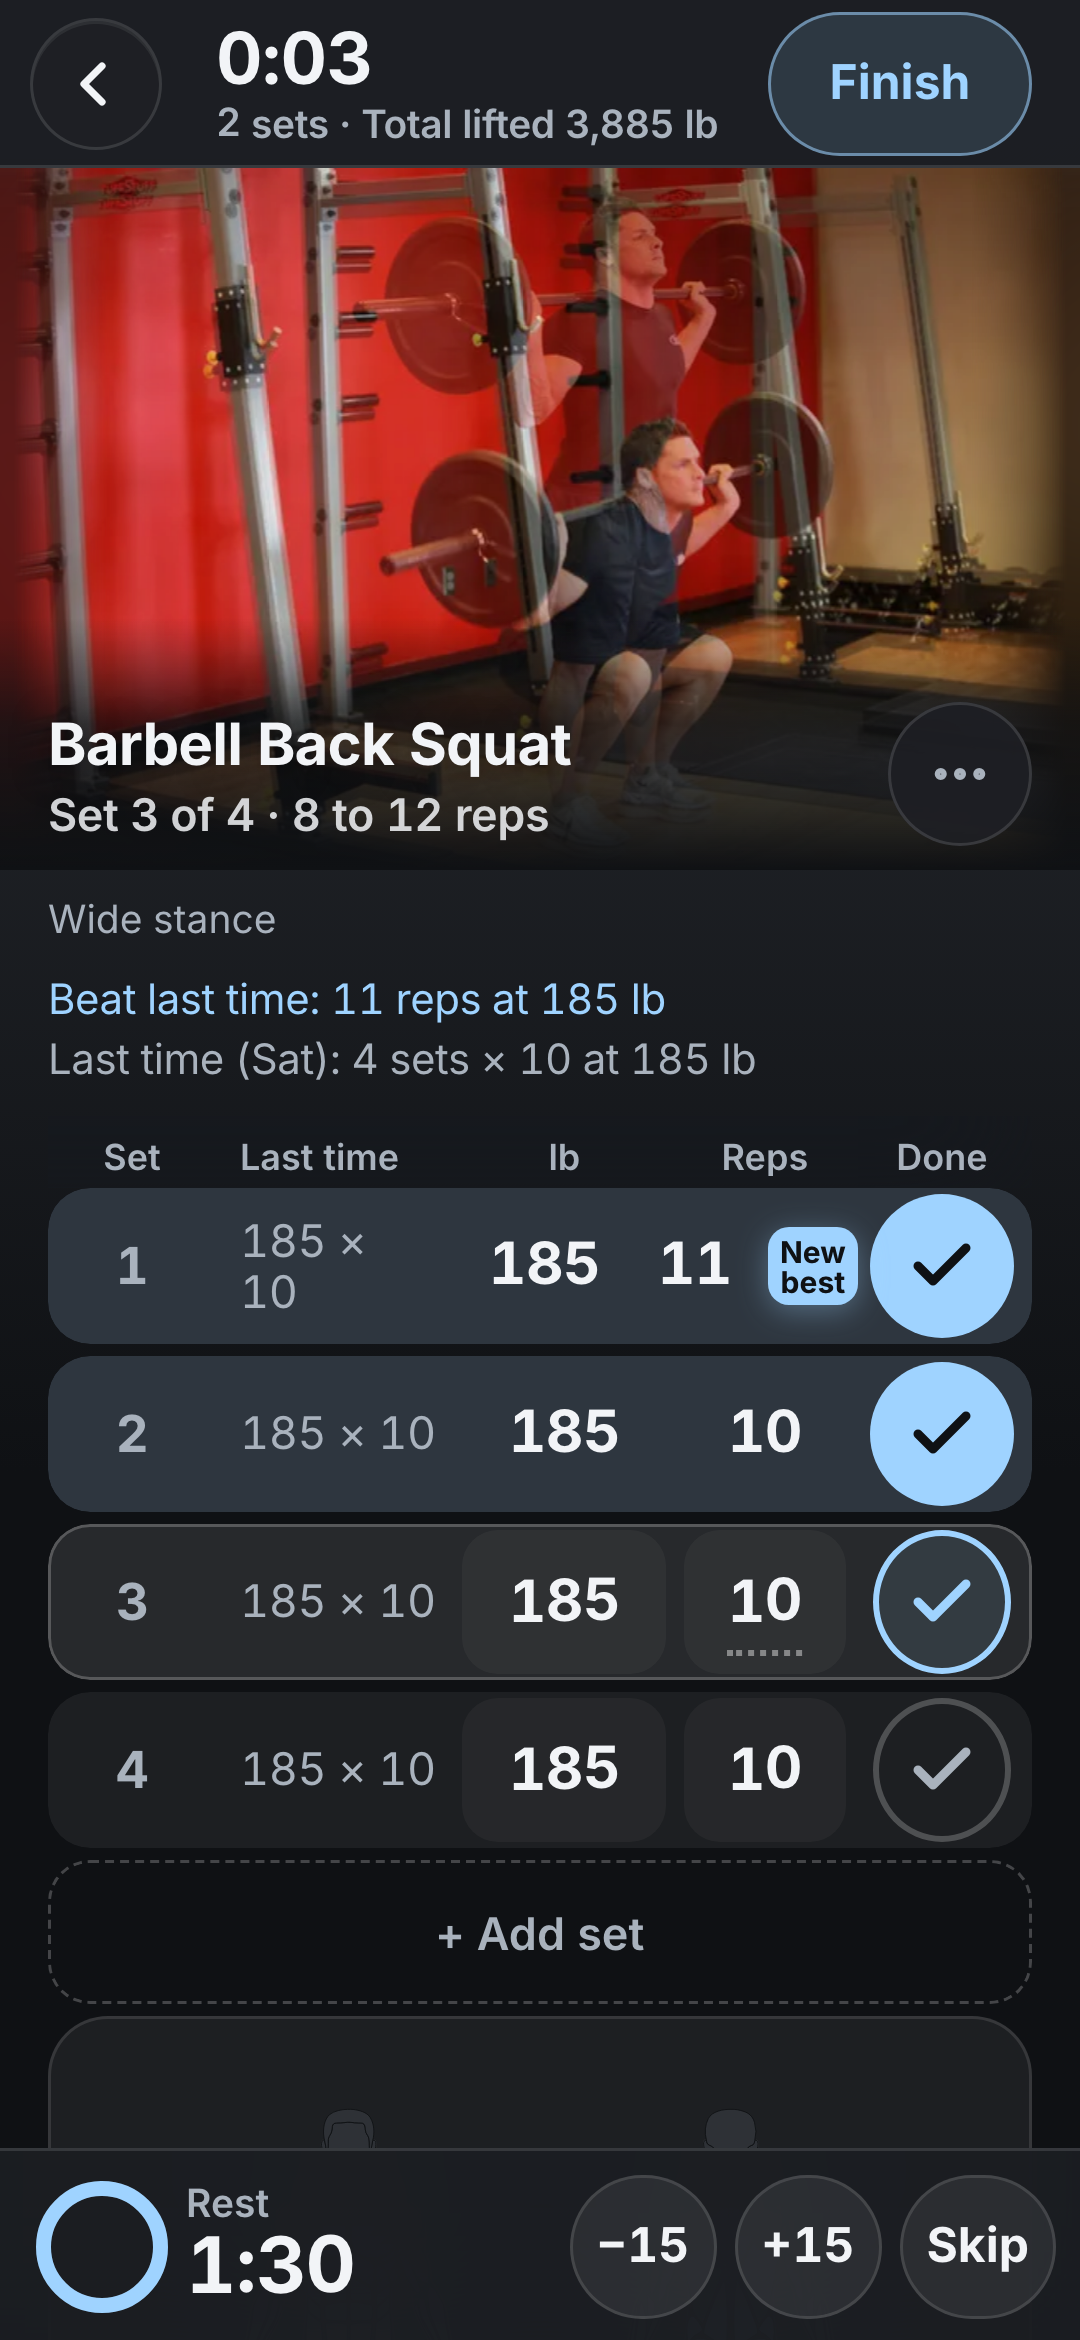 0:03
2 sets · Total lifted 3,885 lb
Finish
Barbell Back Squat
Set 3 of 4 · 8 to 12 reps
Wide stance
Beat last time: 11 reps at 185 lb
Last time (Sat): 4 sets × 10 at 185 lb
Set Last time lb Reps Done
1 185 × 10 185 11 New best
2 185 × 10 185 10
3 185 × 10 185 10
4 185 × 10 185 10
+ Add set
Rest
1:30
−15 +15 Skip